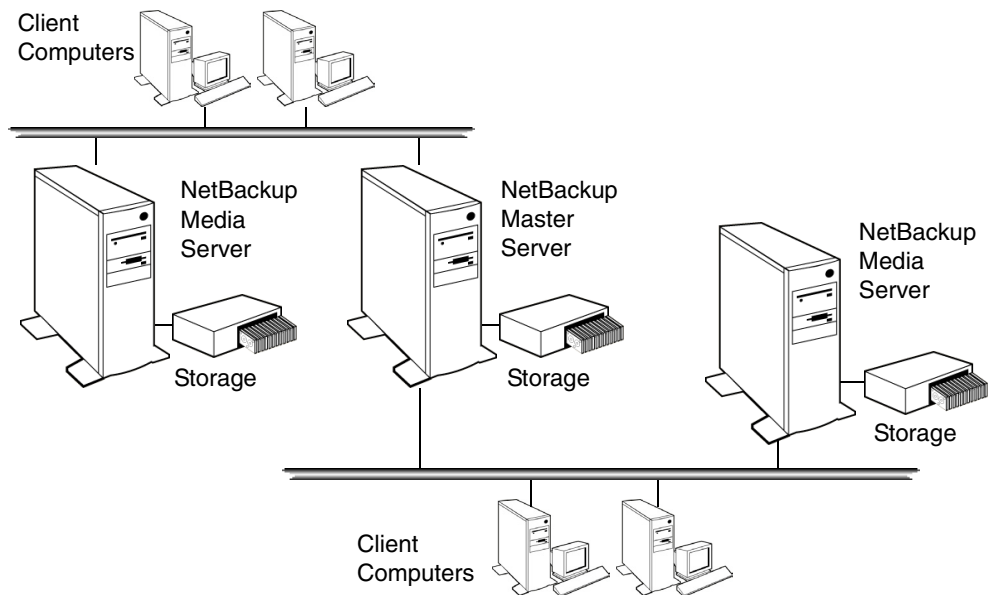 Client
Computers
NetBackup
Media
Server
NetBackup
Master
Server
NetBackup
Media
Server
Storage
Storage
Storage
Client
Computers